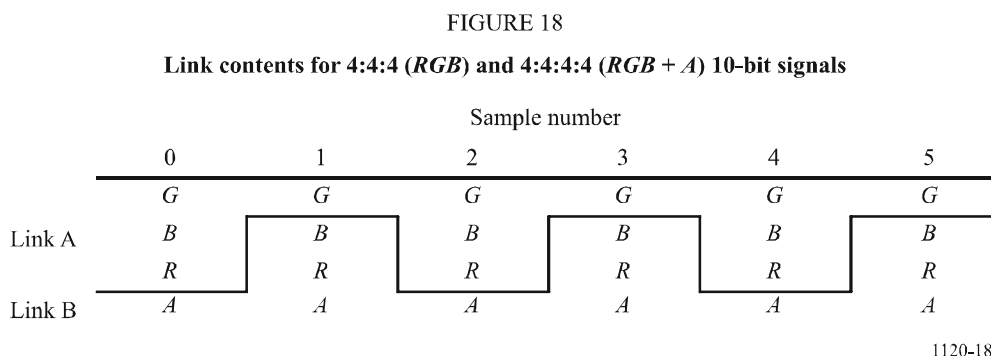 FIGURE 18
Link contents for 4:4:4 (RGB) and 4:4:4:4 (RGB + A) 10-bit signals
Sample number
0 1 2 3 4 5
G G G G G G
Link A B B B B B B
R R R R R R
Link B A A A A A A
1120-18